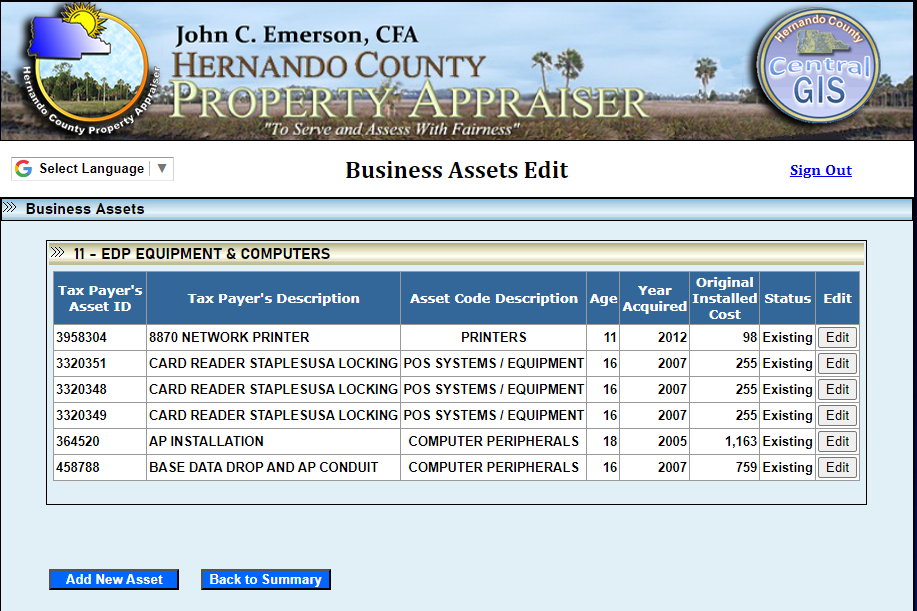 John C. Emerson, CFA
HERNANDO COUNTY
PROPERTY APPRAISER
"To Serve and Assess With Fairness"
Hernando County Property Appraiser
Hernando County
Central
GIS
Select Language ▼
Business Assets Edit
Sign Out
Business Assets
11 - EDP EQUIPMENT & COMPUTERS
Tax Payer's Asset ID Tax Payer's Description Asset Code Description Age Year Acquired Original Installed Cost Status Edit
3958304 8870 NETWORK PRINTER PRINTERS 11 2012 98 Existing Edit
3320351 CARD READER STAPLESUSA LOCKING POS SYSTEMS / EQUIPMENT 16 2007 255 Existing Edit
3320348 CARD READER STAPLESUSA LOCKING POS SYSTEMS / EQUIPMENT 16 2007 255 Existing Edit
3320349 CARD READER STAPLESUSA LOCKING POS SYSTEMS / EQUIPMENT 16 2007 255 Existing Edit
364520 AP INSTALLATION COMPUTER PERIPHERALS 18 2005 1,163 Existing Edit
458788 BASE DATA DROP AND AP CONDUIT COMPUTER PERIPHERALS 16 2007 759 Existing Edit
Add New Asset Back to Summary